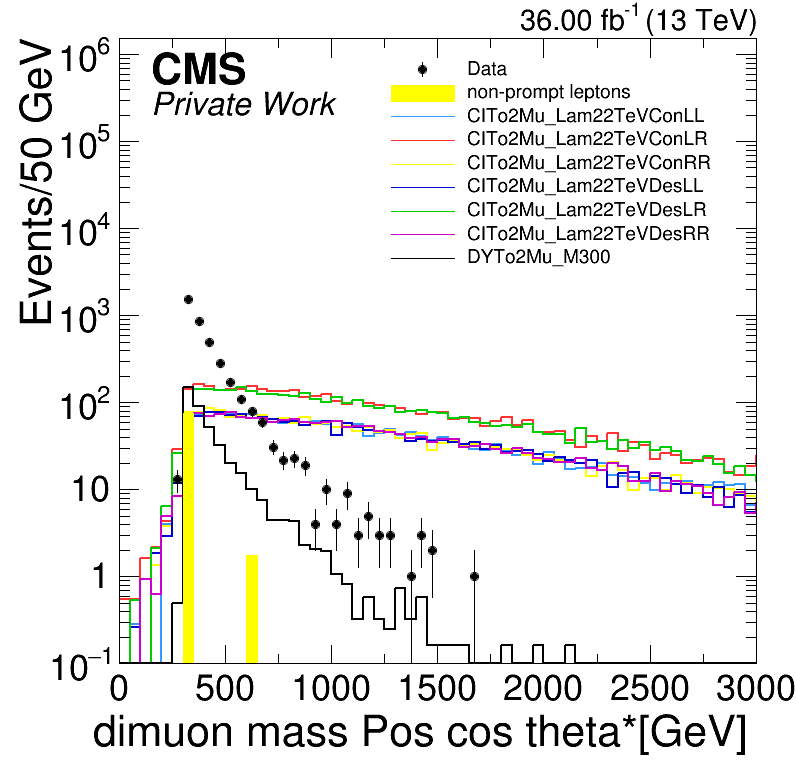 36.00 fb-1 (13 TeV)
CMS
Private Work
Data
non-prompt leptons
CITo2Mu_Lam22TeVConLL
CITo2Mu_Lam22TeVConLR
CITo2Mu_Lam22TeVConRR
CITo2Mu_Lam22TeVDesLL
CITo2Mu_Lam22TeVDesLR
CITo2Mu_Lam22TeVDesRR
DYTo2Mu_M300
Events/50 GeV
10^6
10^5
10^4
10^3
10^2
10
1
10^−1
0 500 1000 1500 2000 2500 3000
dimuon mass Pos cos theta*[GeV]